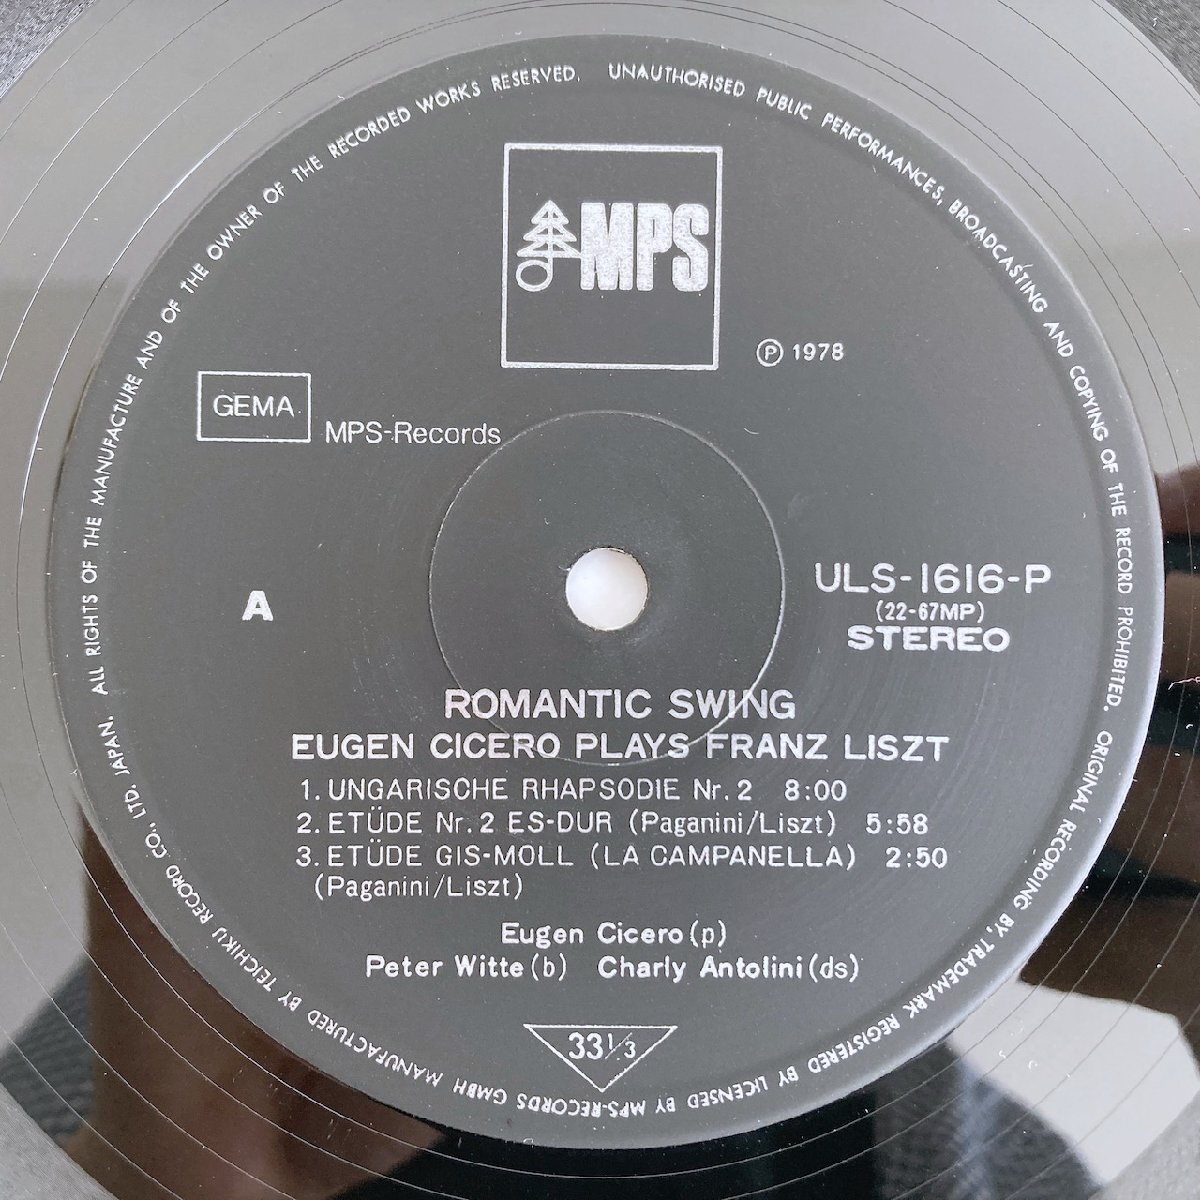 ALL RIGHTS OF THE MANUFACTURE AND OF THE OWNER OF THE RECORDED WORKS RESERVED. UNAUTHORISED PUBLIC PERFORMANCES, BROADCASTING AND COPYING OF THE RECORD PROHIBITED.
MPS
℗ 1978
GEMA
MPS-Records
A
ULS-1616-P
(22-67MP)
STEREO
ROMANTIC SWING
EUGEN CICERO PLAYS FRANZ LISZT
1. UNGARISCHE RHAPSODIE Nr. 2 8:00
2. ETÜDE Nr. 2 ES-DUR (Paganini/Liszt) 5:58
3. ETÜDE GIS-MOLL (LA CAMPANELLA) 2:50
(Paganini/Liszt)
Eugen Cicero (p)
Peter Witte (b) Charly Antolini (ds)
33 1/3
ORIGINAL RECORDING BY, TRADEMARK REGISTERED BY LICENSED BY MPS-RECORDS GMBH MANUFACTURED BY TEICHIKU RECORD CO., LTD. JAPAN.